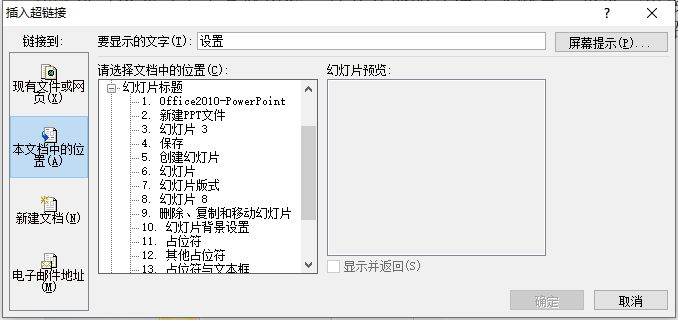 插入超链接
链接到:
要显示的文字(T): 设置
屏幕提示(P)...
现有文件或网
页(X)
本文档中的位
置(A)
新建文档(N)
电子邮件地址
(M)
请选择文档中的位置(C):
幻灯片标题
1. Office2010-PowerPoint
2. 新建PPT文件
3. 幻灯片 3
4. 保存
5. 创建幻灯片
6. 幻灯片
7. 幻灯片版式
8. 幻灯片 8
9. 删除、复制和移动幻灯片
10. 幻灯片背景设置
11. 占位符
12. 其他占位符
13. 占位符与文本框
幻灯片预览:
显示并返回(S)
确定
取消